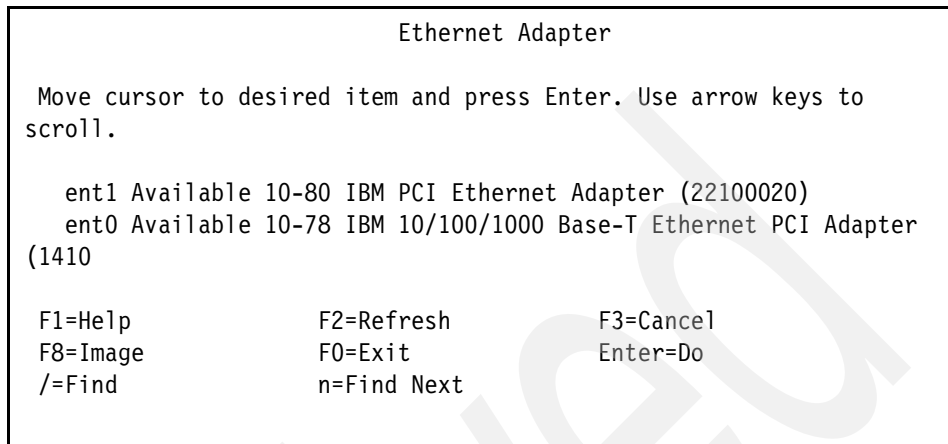 Ethernet Adapter
Move cursor to desired item and press Enter. Use arrow keys to
scroll.
ent1 Available 10-80 IBM PCI Ethernet Adapter (22100020)
ent0 Available 10-78 IBM 10/100/1000 Base-T Ethernet PCI Adapter
(1410
F1=Help F2=Refresh F3=Cancel
F8=Image F0=Exit Enter=Do
/=Find n=Find Next